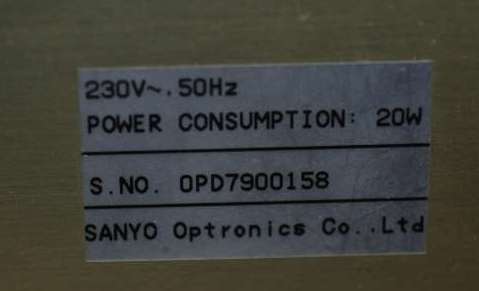 230V~.50Hz
POWER CONSUMPTION: 20W
S.NO. OPD7900158
SANYO Optronics Co..Ltd